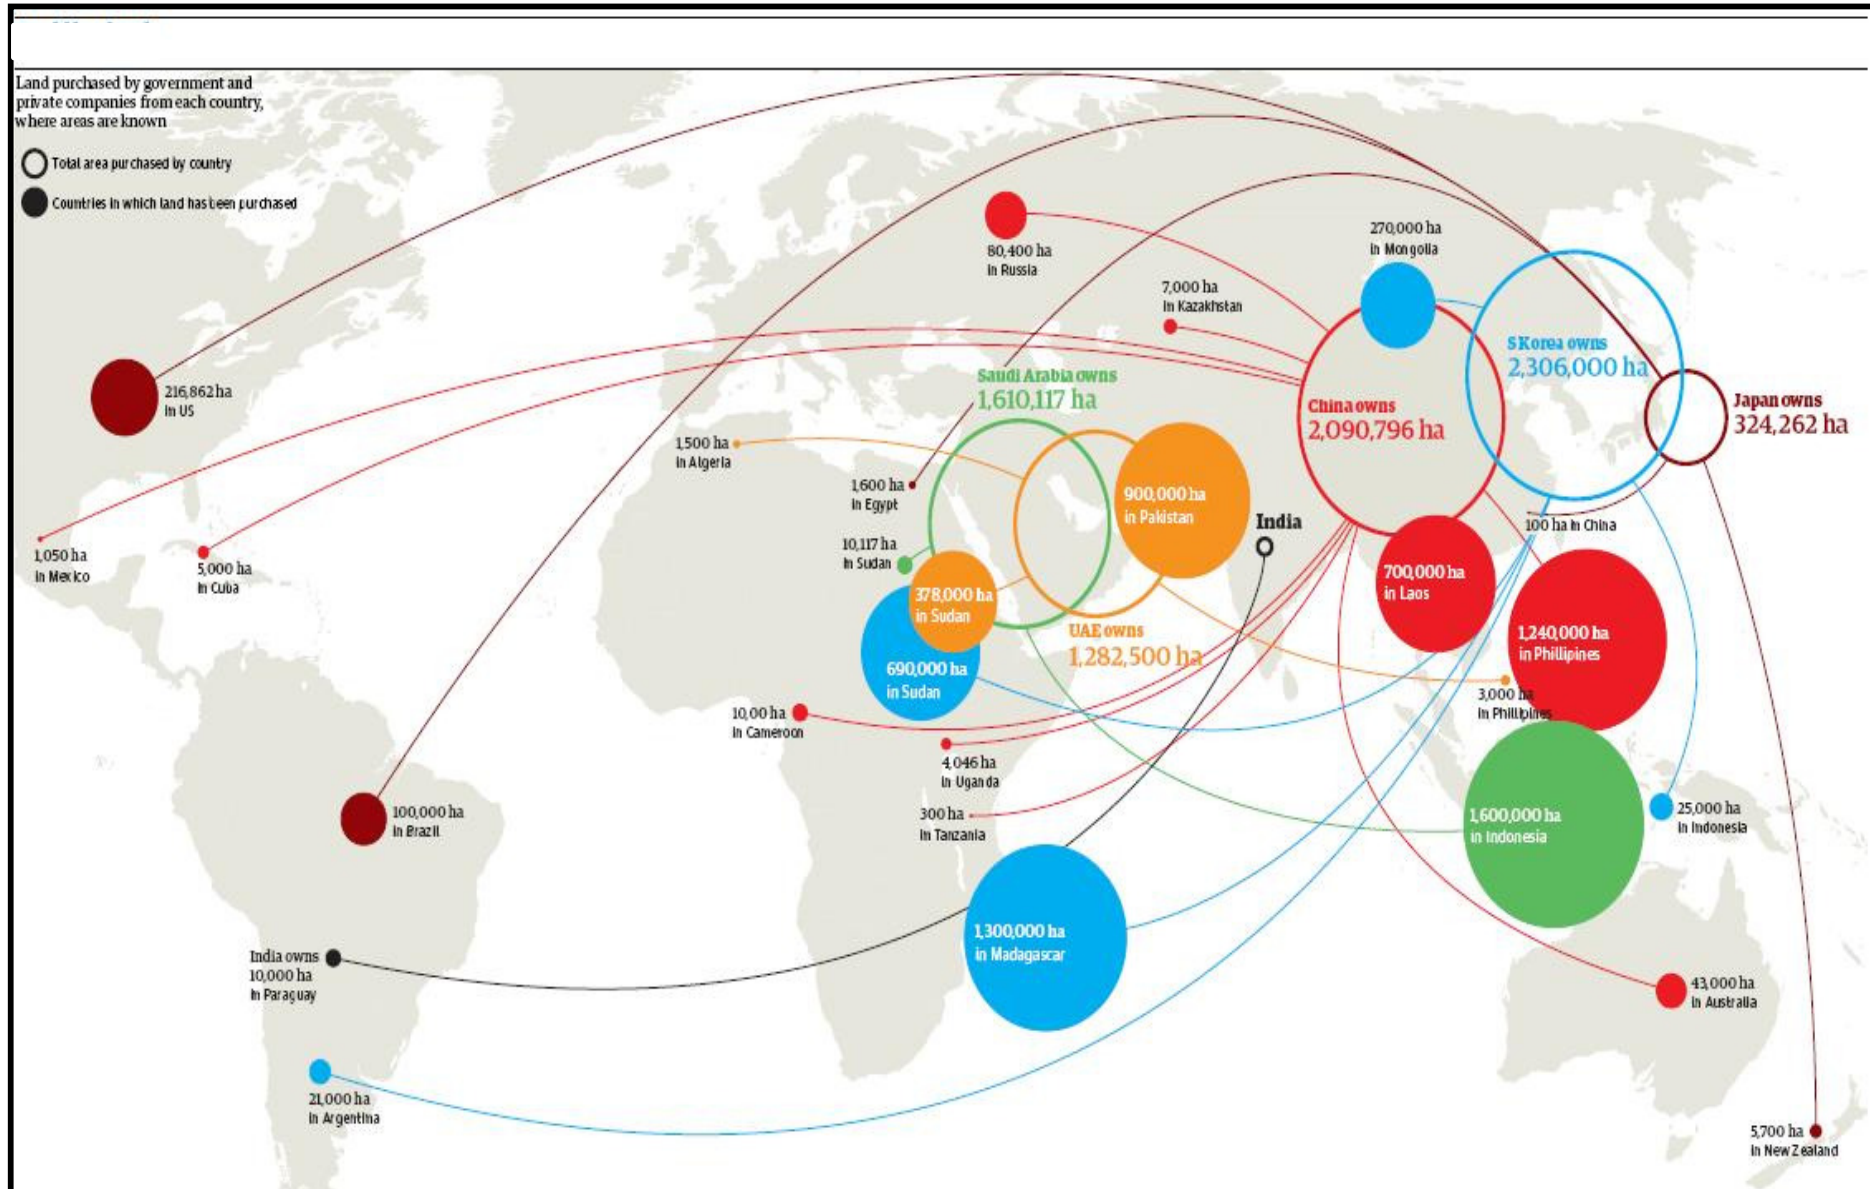 Land purchased by government and
private companies from each country,
where areas are known
Total area purchased by country
Countries in which land has been purchased
80,400 ha
in Russia
270,000 ha
in Mongolia
7,000 ha
in Kazakhstan
S Korea owns
2,306,000 ha
216,862 ha
in US
Saudi Arabia owns
1,610,117 ha
China owns
2,090,796 ha
Japan owns
324,262 ha
1,500 ha
in Algeria
1,600 ha
in Egypt
900,000 ha
in Pakistan
India
100 ha in China
1,050 ha
in Mexico
5,000 ha
in Cuba
10,117 ha
in Sudan
378,000 ha
in Sudan
700,000 ha
in Laos
UAE owns
1,282,500 ha
1,240,000 ha
in Phillipines
690,000 ha
in Sudan
3,000 ha
in Phillipines
10,00 ha
in Cameroon
4,046 ha
in Uganda
300 ha
in Tanzania
100,000 ha
in Brazil
1,600,000 ha
in Indonesia
25,000 ha
in Indonesia
1,300,000 ha
in Madagascar
India owns
10,000 ha
in Paraguay
43,000 ha
in Australia
21,000 ha
in Argentina
5,700 ha
in New Zealand